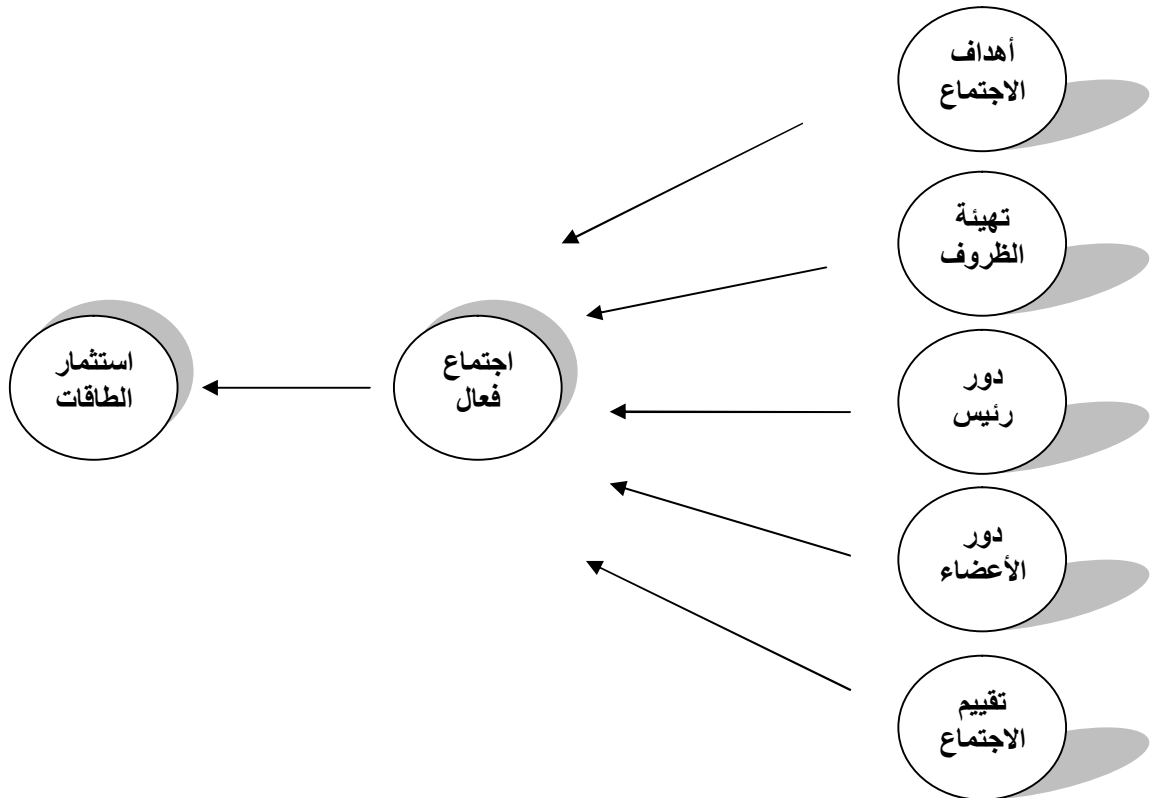 أهداف
الاجتماع
تهيئة
الظروف
دور
رئيس
دور
الأعضاء
تقييم
الاجتماع
اجتماع
فعال
استثمار
الطاقات